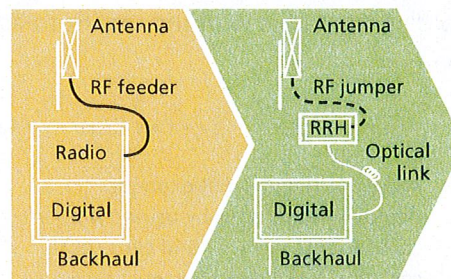 Antenna
RF feeder
Radio
Digital
Backhaul
Antenna
RF jumper
RRH
Optical
link
Digital
Backhaul